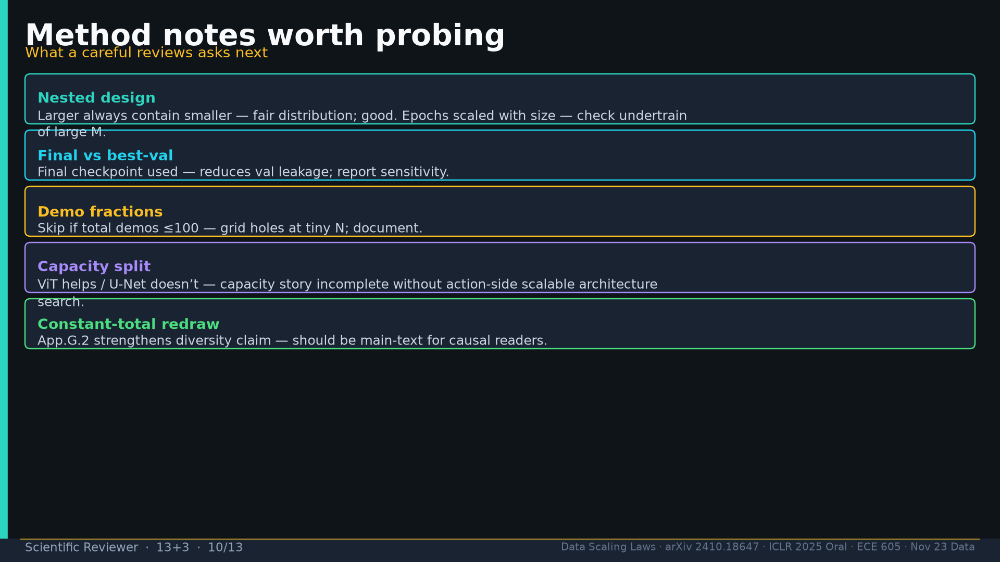 Method notes worth probing
What a careful reviews asks next
Nested design
Larger always contain smaller — fair distribution; good. Epochs scaled with size — check undertrain
of large M.
Final vs best-val
Final checkpoint used — reduces val leakage; report sensitivity.
Demo fractions
Skip if total demos ≤100 — grid holes at tiny N; document.
Capacity split
ViT helps / U-Net doesn’t — capacity story incomplete without action-side scalable architecture
search.
Constant-total redraw
App.G.2 strengthens diversity claim — should be main-text for causal readers.
Scientific Reviewer · 13+3 · 10/13
Data Scaling Laws · arXiv 2410.18647 · ICLR 2025 Oral · ECE 605 · Nov 23 Data